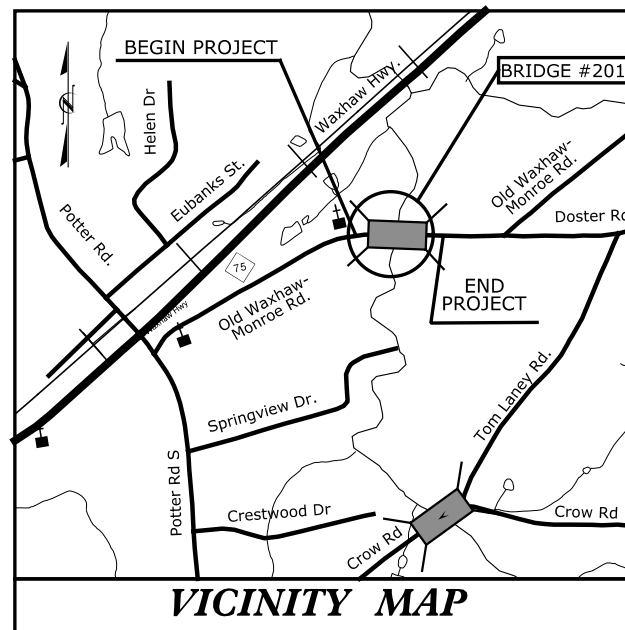 BEGIN PROJECT
Waxhaw Hwy.
BRIDGE #201
Helen Dr
Eubanks St.
Old Waxhaw-
Monroe Rd.
Doster Rd
Potter Rd.
75
Old Waxhaw-
Monroe Rd.
END
PROJECT
Waxhaw Hwy
Springview Dr.
Tom Laney Rd.
Potter Rd S
Crestwood Dr
Crow Rd
Crow Rd
VICINITY MAP